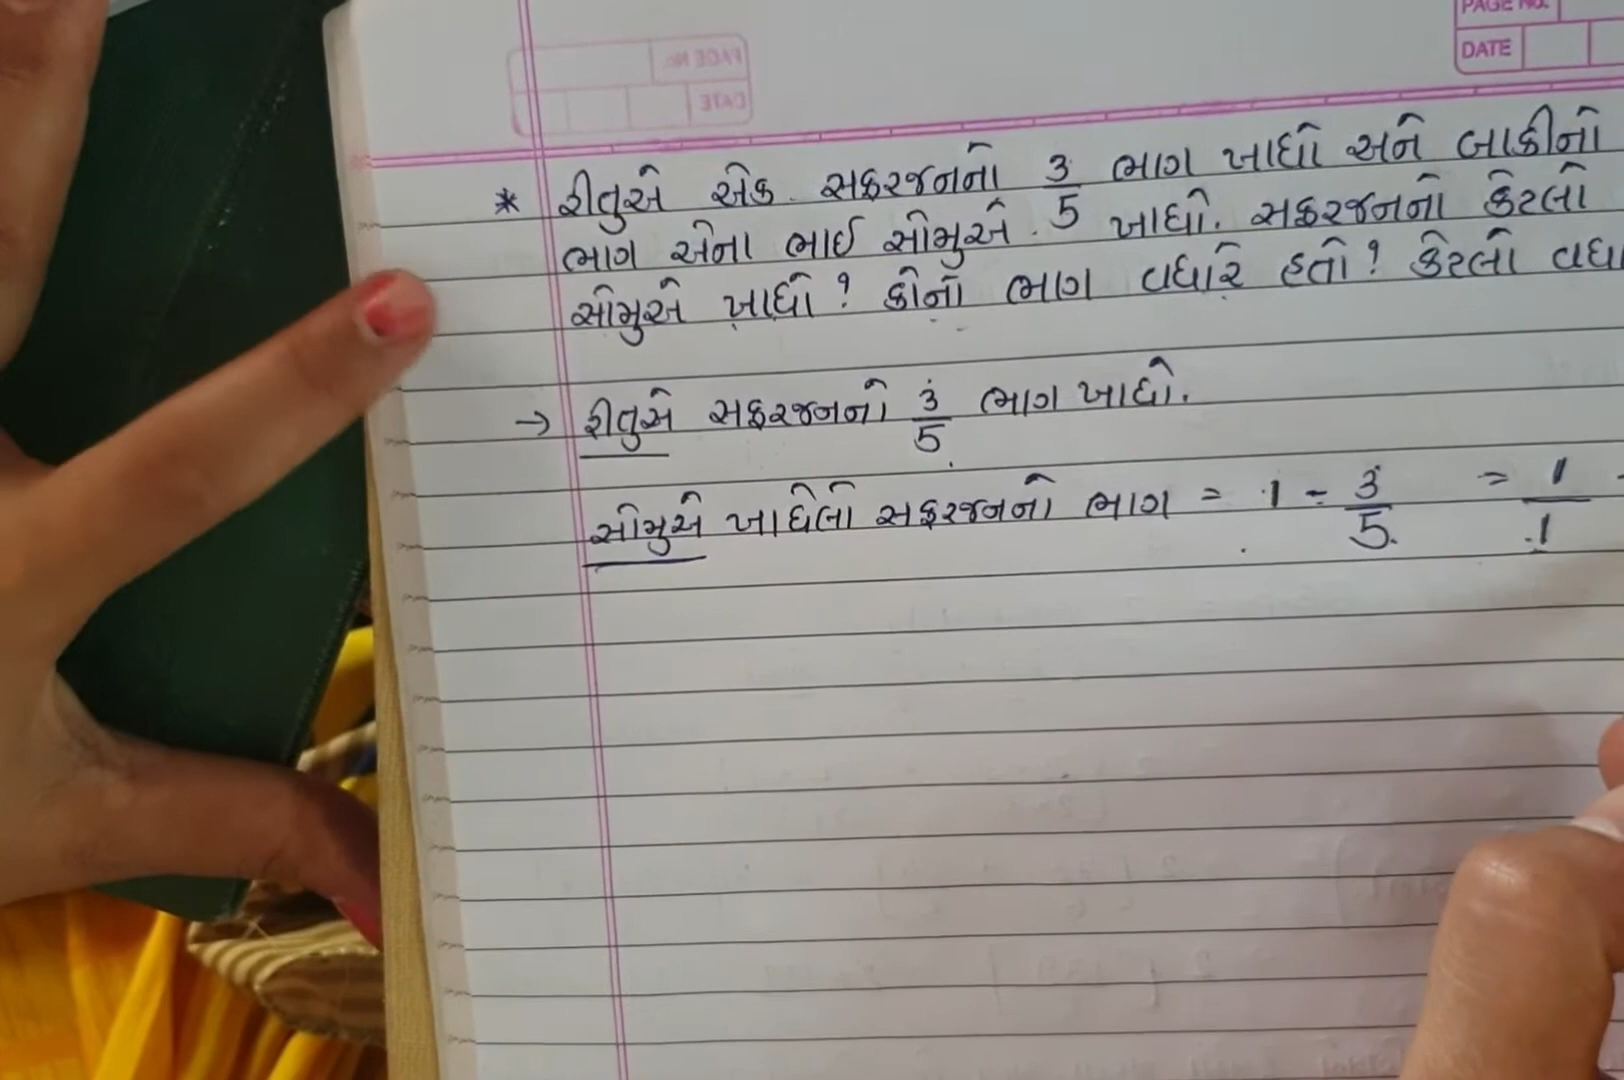 PAGE No.
DATE
* રીતુએ એક સફરજનનો 3/5 ભાગ ખાધો અને બાકીનો
ભાગ એના ભાઈ સોમુએ ખાધો. સફરજનનો કેટલો
સોમુએ ખાધો? કોનો ભાગ વધારે હતો? કેટલો વધા
→ રીતુએ સફરજનનો 3/5 ભાગ ખાધો.
સોમુએ ખાધેલો સફરજનનો ભાગ = 1 - 3/5 = 1/1 -